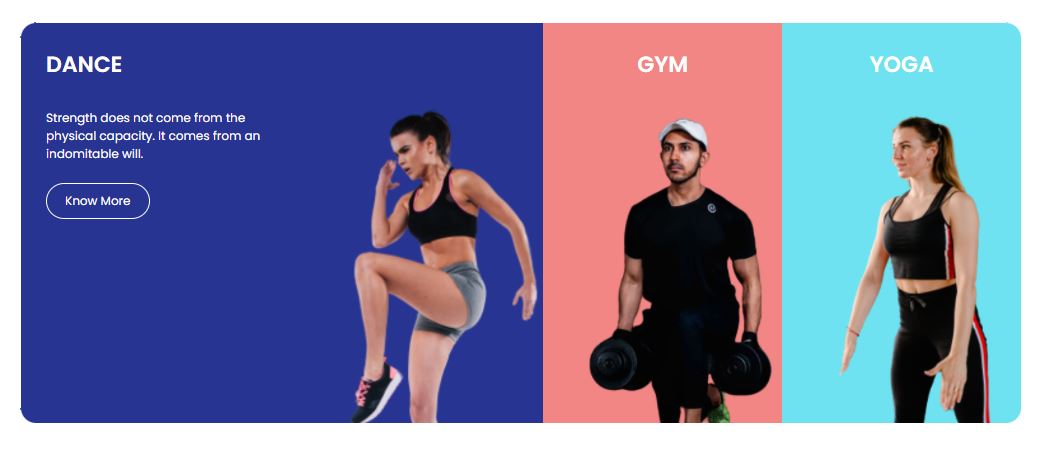 DANCE
Strength does not come from the
physical capacity. It comes from an
indomitable will.
Know More
GYM
YOGA